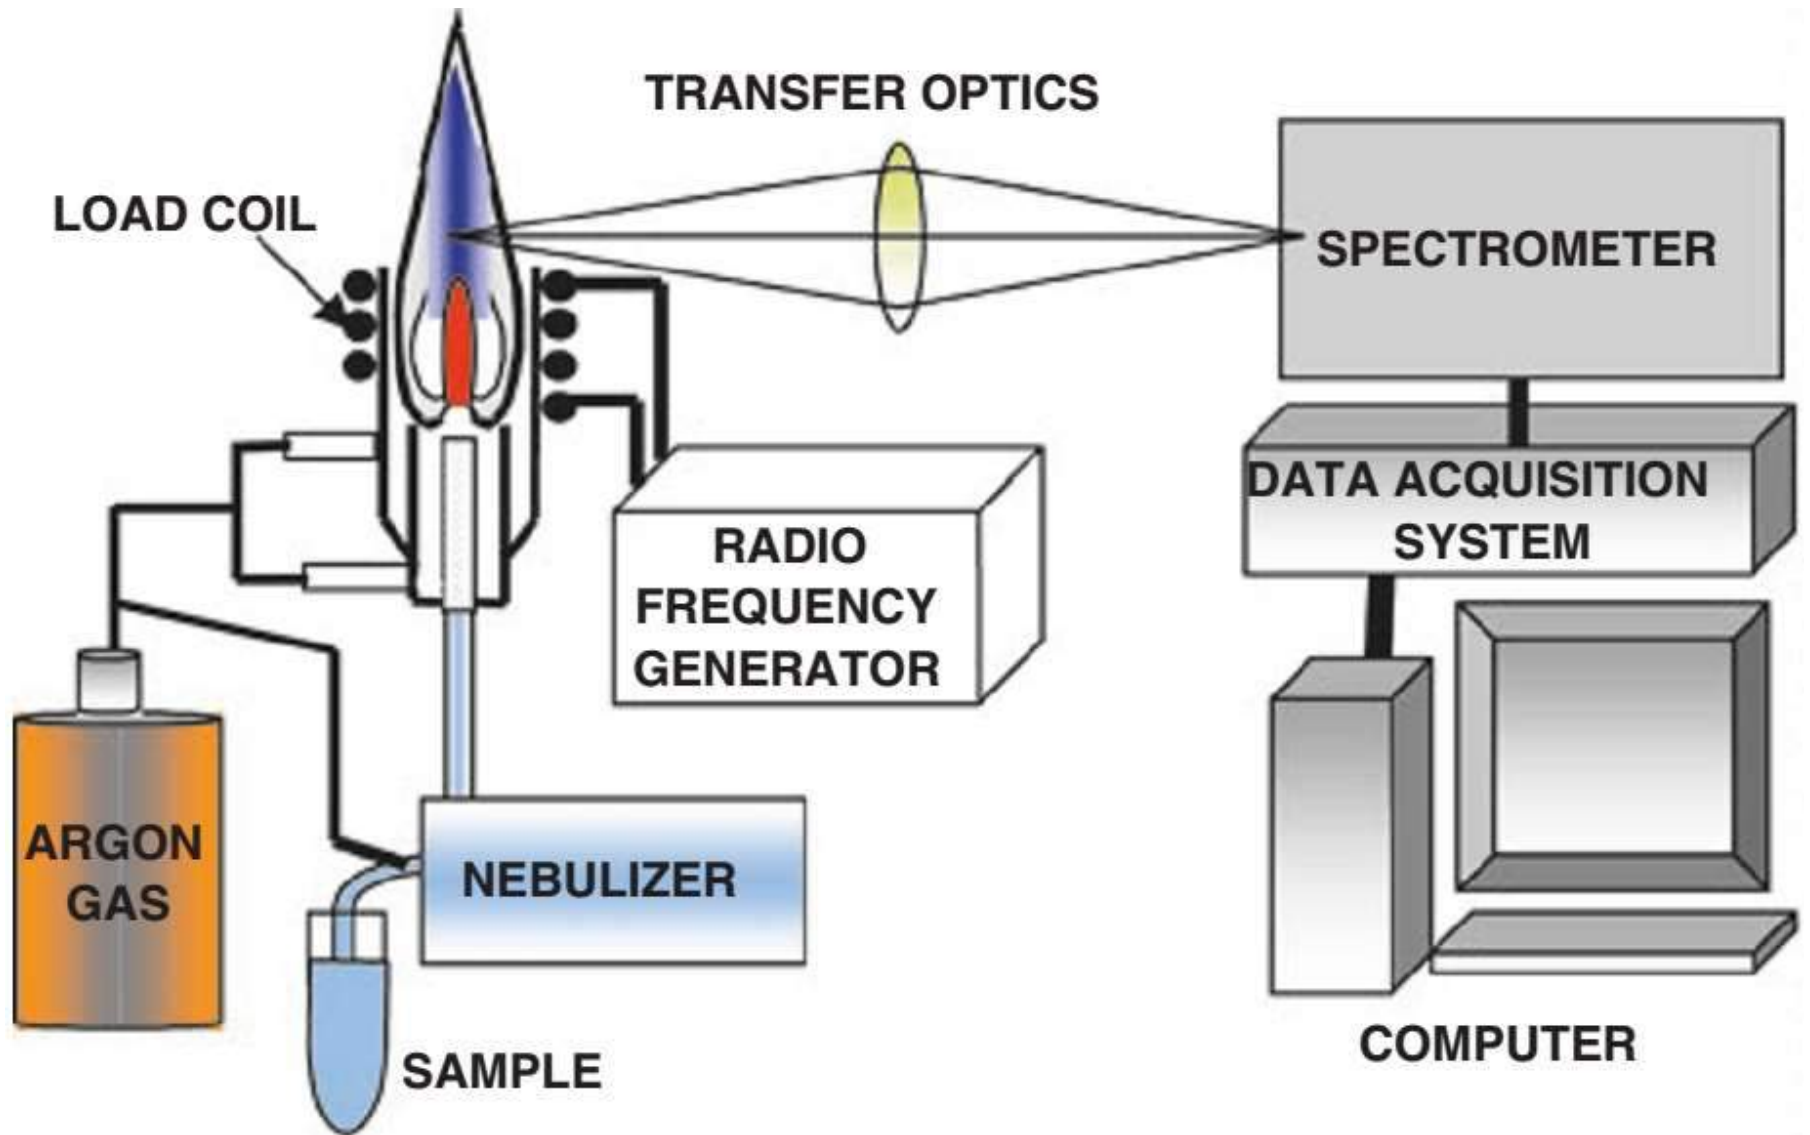 TRANSFER OPTICS
LOAD COIL
SPECTROMETER
DATA ACQUISITION
SYSTEM
RADIO
FREQUENCY
GENERATOR
ARGON
GAS
NEBULIZER
SAMPLE
COMPUTER